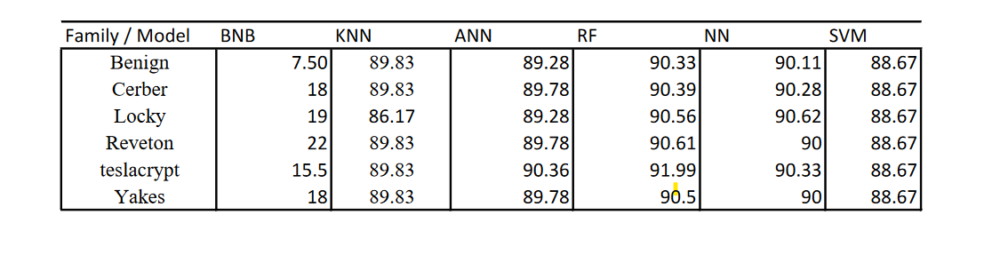 Family / Model BNB KNN ANN RF NN SVM
Benign 7.50 89.83 89.28 90.33 90.11 88.67
Cerber 18 89.83 89.78 90.39 90.28 88.67
Locky 19 86.17 89.28 90.56 90.62 88.67
Reveton 22 89.83 89.78 90.61 90 88.67
teslacrypt 15.5 89.83 90.36 91.99 90.33 88.67
Yakes 18 89.83 89.78 90.5 90 88.67